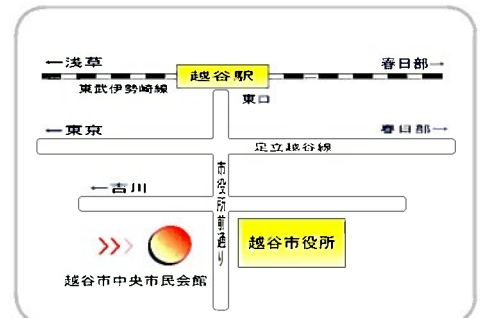 ←浅草
越谷駅
春日部→
東武伊勢崎線
東口
←東京
春日部→
足立越谷線
←吉川
市役所前通り
越谷市役所
越谷市中央市民会館